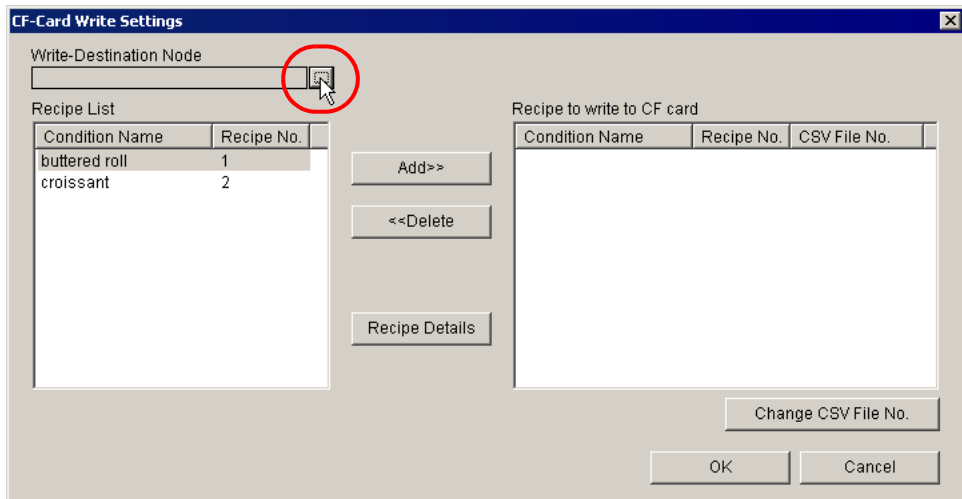 CF-Card Write Settings
Write-Destination Node
Recipe List
Condition Name Recipe No.
buttered roll 1
croissant 2
Add>>
<<Delete
Recipe Details
Recipe to write to CF card
Condition Name Recipe No. CSV File No.
Change CSV File No.
OK Cancel